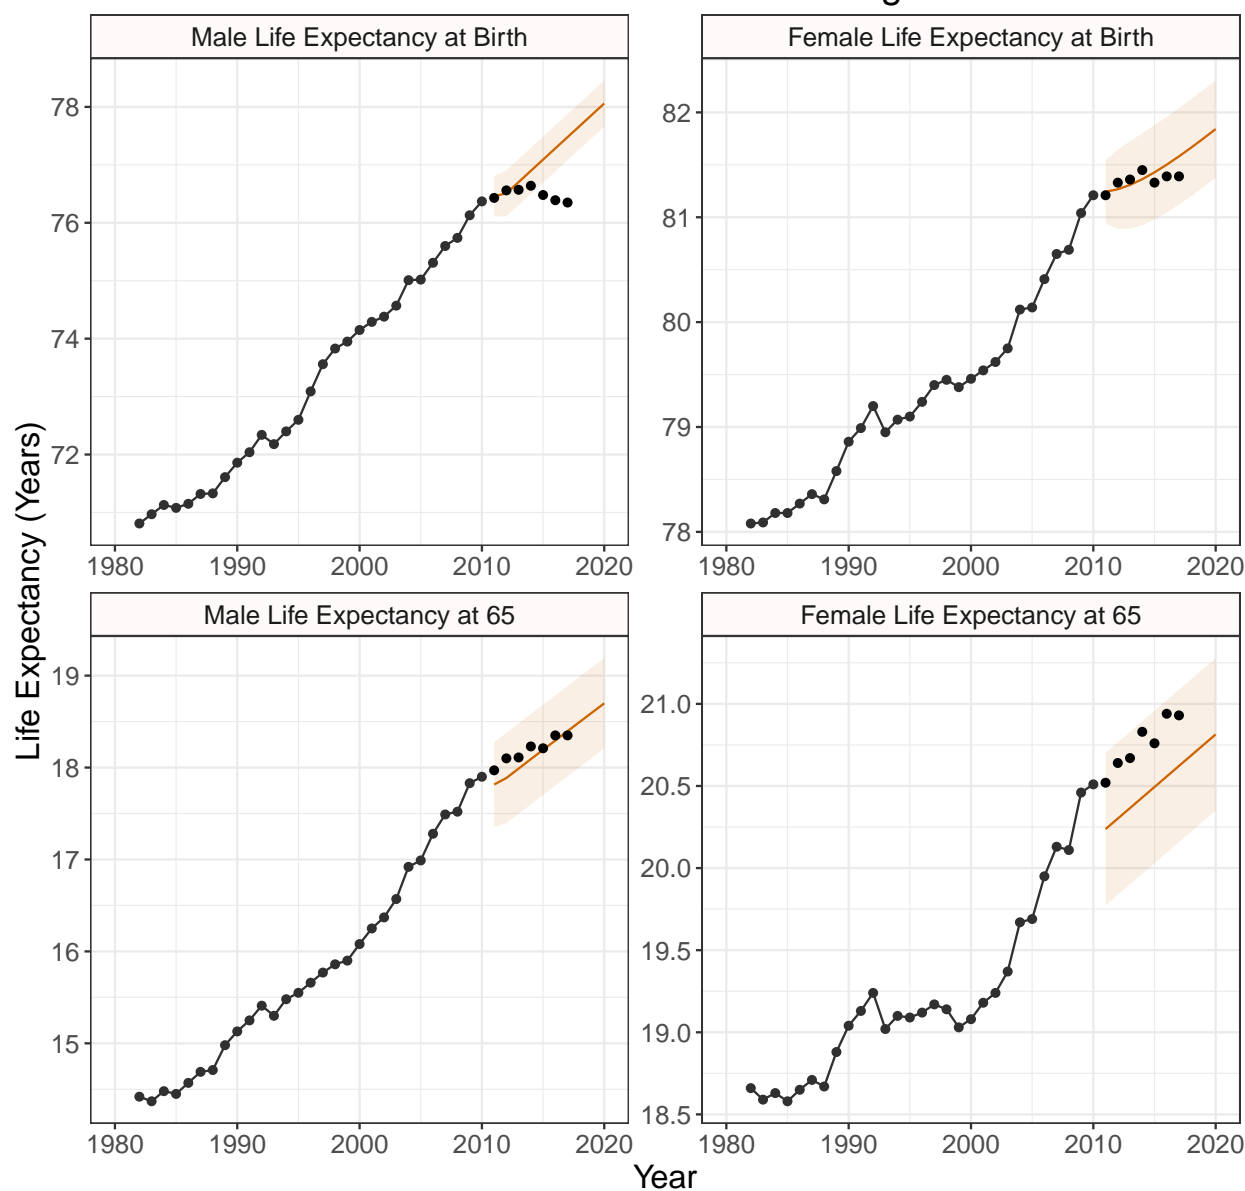 Male Life Expectancy at Birth
Female Life Expectancy at Birth
78
76
74
72
82
81
80
79
78
1980 1990 2000 2010 2020
1980 1990 2000 2010 2020
Life Expectancy (Years)
Male Life Expectancy at 65
Female Life Expectancy at 65
19
18
17
16
15
21.0
20.5
20.0
19.5
19.0
18.5
1980 1990 2000 2010 2020
1980 1990 2000 2010 2020
Year